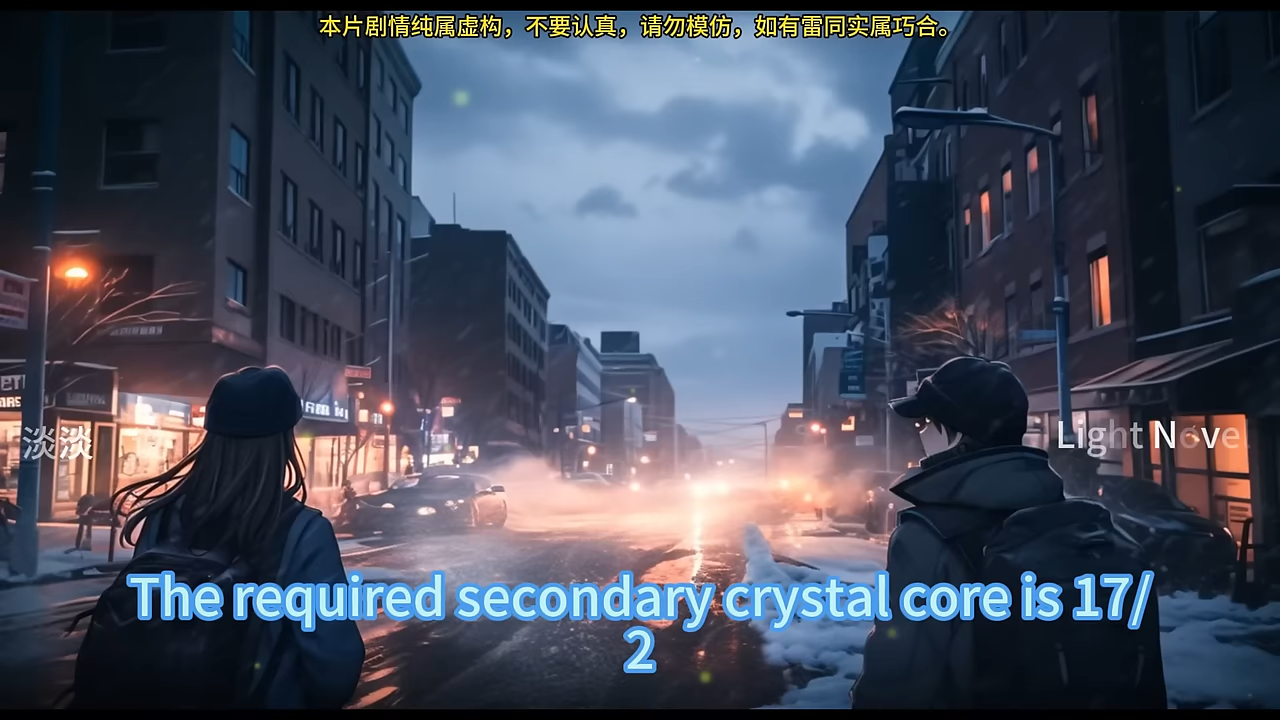 本片剧情纯属虚构，不要认真，请勿模仿，如有雷同实属巧合。
淡淡
Light Nove
The required secondary crystal core is 17/
2